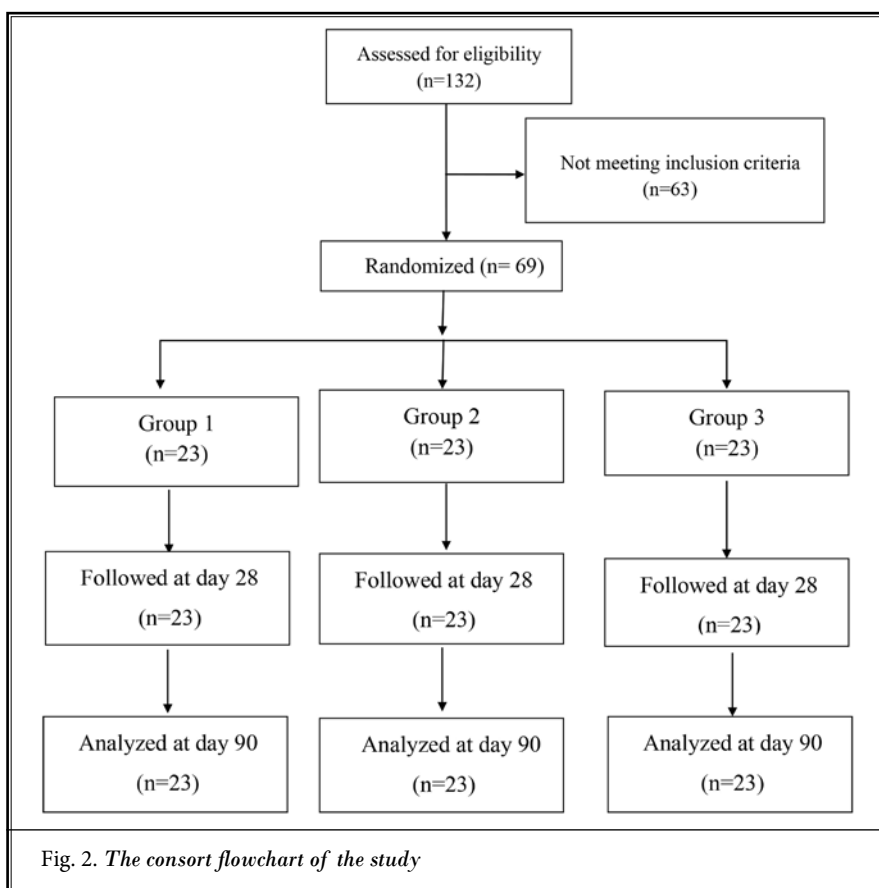 Assessed for eligibility
(n=132)
Not meeting inclusion criteria
(n=63)
Randomized (n= 69)
Group 1
(n=23)
Group 2
(n=23)
Group 3
(n=23)
Followed at day 28
(n=23)
Followed at day 28
(n=23)
Followed at day 28
(n=23)
Analyzed at day 90
(n=23)
Analyzed at day 90
(n=23)
Analyzed at day 90
(n=23)
Fig. 2. The consort flowchart of the study